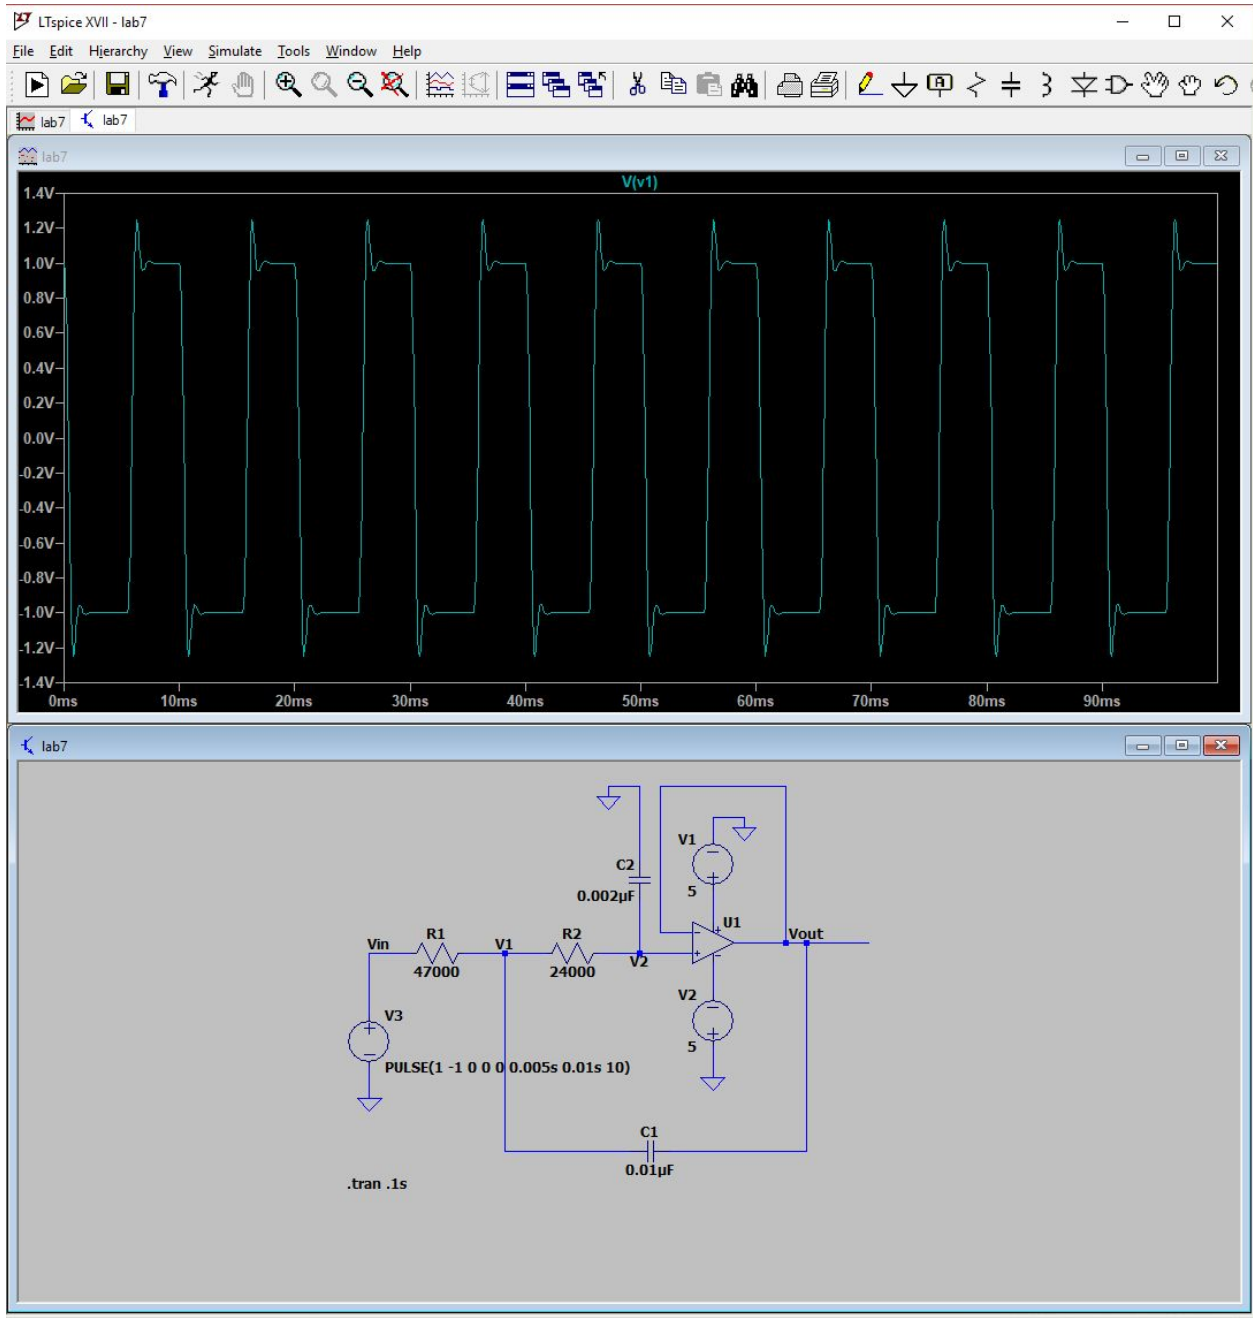 LTspice XVII - lab7
File Edit Hierarchy View Simulate Tools Window Help
lab7 lab7
lab7
V(v1)
1.4V
1.2V
1.0V
0.8V
0.6V
0.4V
0.2V
0.0V
-0.2V
-0.4V
-0.6V
-0.8V
-1.0V
-1.2V
-1.4V
0ms 10ms 20ms 30ms 40ms 50ms 60ms 70ms 80ms 90ms
lab7
V1
5
C2
0.002µF
U1
Vin
R1
47000
V1
R2
24000
V2
Vout
V2
5
V3
PULSE(1 -1 0 0 0 0.005s 0.01s 10)
C1
0.01µF
.tran .1s